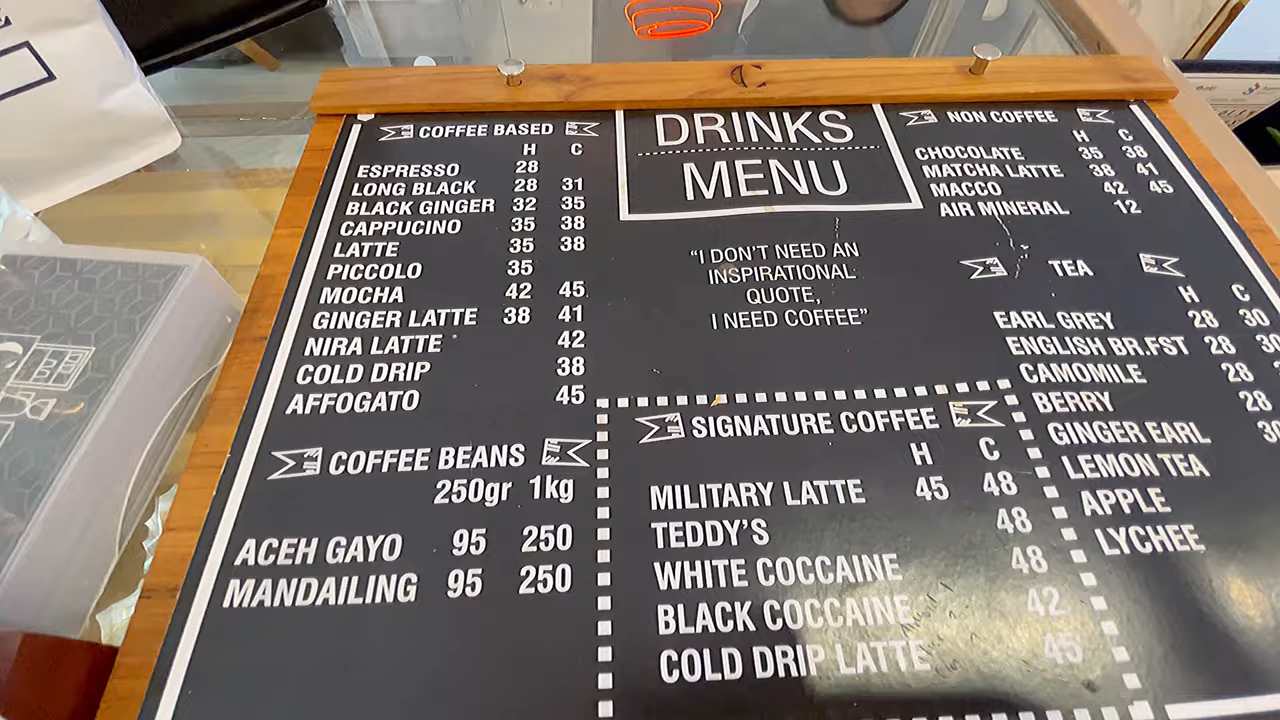 COFFEE BASED
H C
ESPRESSO 28
LONG BLACK 28 31
BLACK GINGER 32 35
CAPPUCINO 35 38
LATTE 35 38
PICCOLO 35
MOCHA 42 45
GINGER LATTE 38 41
NIRA LATTE 42
COLD DRIP 38
AFFOGATO 45
COFFEE BEANS
250gr 1kg
ACEH GAYO 95 250
MANDAILING 95 250
DRINKS
MENU
"I DON'T NEED AN
INSPIRATIONAL
QUOTE,
I NEED COFFEE"
SIGNATURE COFFEE
H C
MILITARY LATTE 45 48
TEDDY'S 48
WHITE COCCAINE 48
BLACK COCCAINE 42
COLD DRIP LATTE 45
NON COFFEE
H C
CHOCOLATE 35 38
MATCHA LATTE 38 41
MACCO 42 45
AIR MINERAL 12
TEA
H C
EARL GREY 28 30
ENGLISH BR.FST 28 30
CAMOMILE 28
BERRY 28
GINGER EARL 30
LEMON TEA
APPLE
LYCHEE